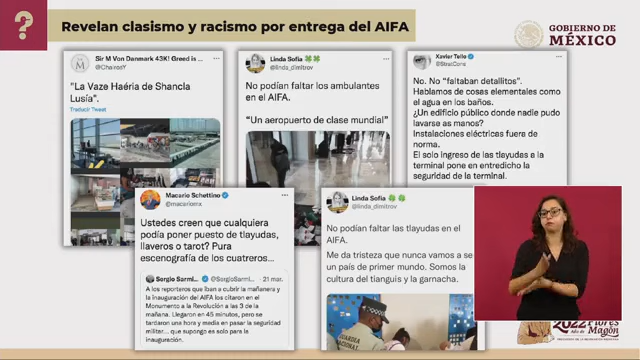 ?
Revelan clasismo y racismo por entrega del AIFA
GOBIERNO DE
MÉXICO
Sir M Von Danmark 43K! Greed is ...
@ChairosY
"La Vaze Haéria de Shancla
Lusía".
Traducir Tweet
Linda Sofia
@linda_dimitrov
No podían faltar los ambulantes
en el AIFA.
“Un aeropuerto de clase mundial”
Xavier Tello
@StratCons
No. No “faltaban detallitos”.
Hablamos de cosas elementales como
el agua en los baños.
¿Un edificio público donde nadie pudo
lavarse as manos?
Instalaciones eléctricas fuera de
norma.
El solo ingreso de las tlayudas a la
terminal pone en entredicho la
seguridad de la terminal.
Macario Schettino
@macariomx
Ustedes creen que cualquiera
podía poner puesto de tlayudas,
llaveros o tarot? Pura
escenografía de los cuatreros...
Sergio Sarmi... @SergioSarmi... · 21 mar.
A los reporteros que iban a cubrir la mañanera y
la inauguración del AIFA los citaron en el
Monumento a la Revolución a las 3 de la
mañana. Llegaron en 45 minutos, pero se
tardaron una hora y media en pasar la seguridad
militar... que supongo es solo para la
inauguración.
Linda Sofia
@linda_dimitrov
No podían faltar las tlayudas en el
AIFA.
Me da tristeza que nunca vamos a se
un país de primer mundo. Somos la
cultura del tianguis y la garnacha.
GUARDIA
NACIONAL
2022 Flores
Año de Magón